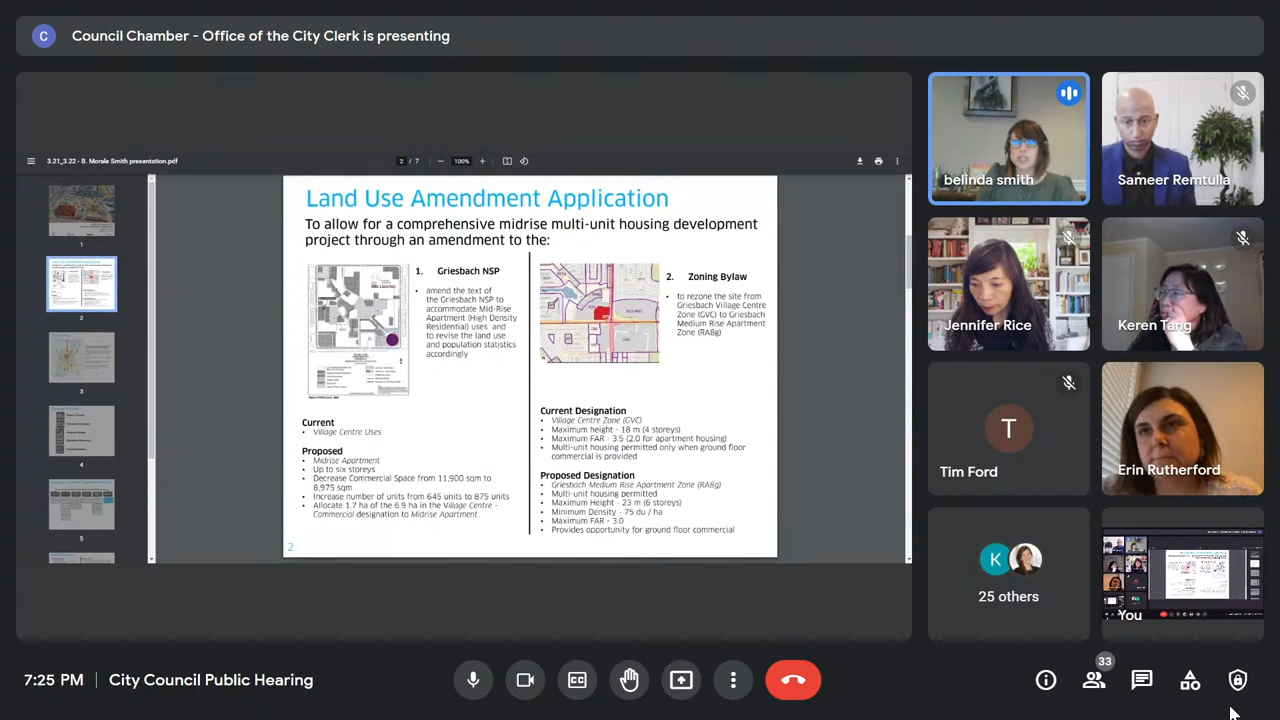 C
Council Chamber - Office of the City Clerk is presenting
3.21_3.22 - B. Morale Smith presentation.pdf
2 / 7
100%
1
2
3
4
5
Land Use Amendment Application
To allow for a comprehensive midrise multi-unit housing development
project through an amendment to the:
1. Griesbach NSP
• amend the text of
the Griesbach NSP to
accommodate Mid-Rise
Apartment (High Density
Residential) uses and
to revise the land use
and population statistics
accordingly
2. Zoning Bylaw
• to rezone the site from
Griesbach Village Centre
Zone (GVC) to Griesbach
Medium Rise Apartment
Zone (RA8g)
Current
• Village Centre Uses
Proposed
• Midrise Apartment
• Up to six storeys
• Decrease Commercial Space from 11,900 sqm to
8,975 sqm
• Increase number of units from 645 units to 875 units
• Allocate 1.7 ha of the 6.9 ha in the Village Centre -
Commercial designation to Midrise Apartment
Current Designation
• Village Centre Zone (GVC)
• Maximum height - 18 m (4 storeys)
• Maximum FAR - 3.5 (2.0 for apartment housing)
• Multi-unit housing permitted only when ground floor
commercial is provided
Proposed Designation
• Griesbach Medium Rise Apartment Zone (RA8g)
• Multi-unit housing permitted
• Maximum Height - 23 m (6 storeys)
• Minimum Density - 75 du / ha
• Maximum FAR - 3.0
• Provides opportunity for ground floor commercial
2
belinda smith
Sameer Remtulla
Jennifer Rice
Keren Tang
T
Tim Ford
Erin Rutherford
K
25 others
You
7:25 PM | City Council Public Hearing
CC
33